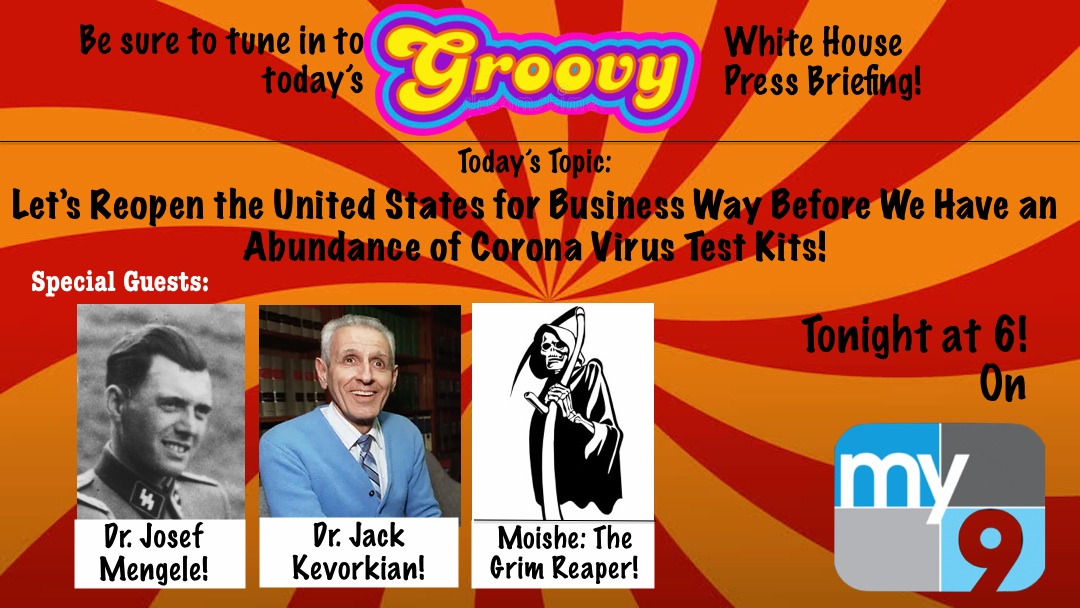 Be sure to tune in to
today's
Groovy
White House
Press Briefing!
Today's Topic:
Let's Reopen the United States for Business Way Before We Have an
Abundance of Corona Virus Test Kits!
Special Guests:
Dr. Josef
Mengele!
Dr. Jack
Kevorkian!
Moishe: The
Grim Reaper!
Tonight at 6!
On
my
9